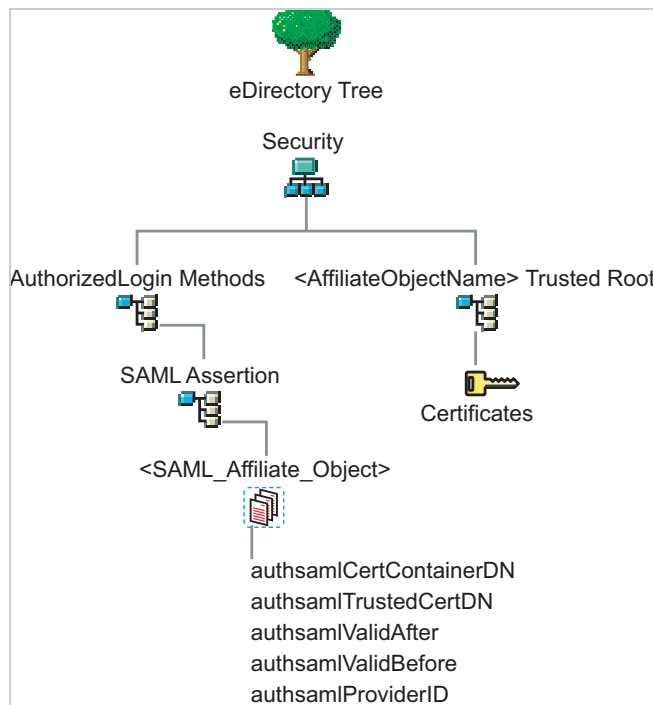 eDirectory Tree
Security
AuthorizedLogin Methods
<AffiliateObjectName> Trusted Root
SAML Assertion
Certificates
<SAML_Affiliate_Object>
authsamlCertContainerDN
authsamlTrustedCertDN
authsamlValidAfter
authsamlValidBefore
authsamlProviderID